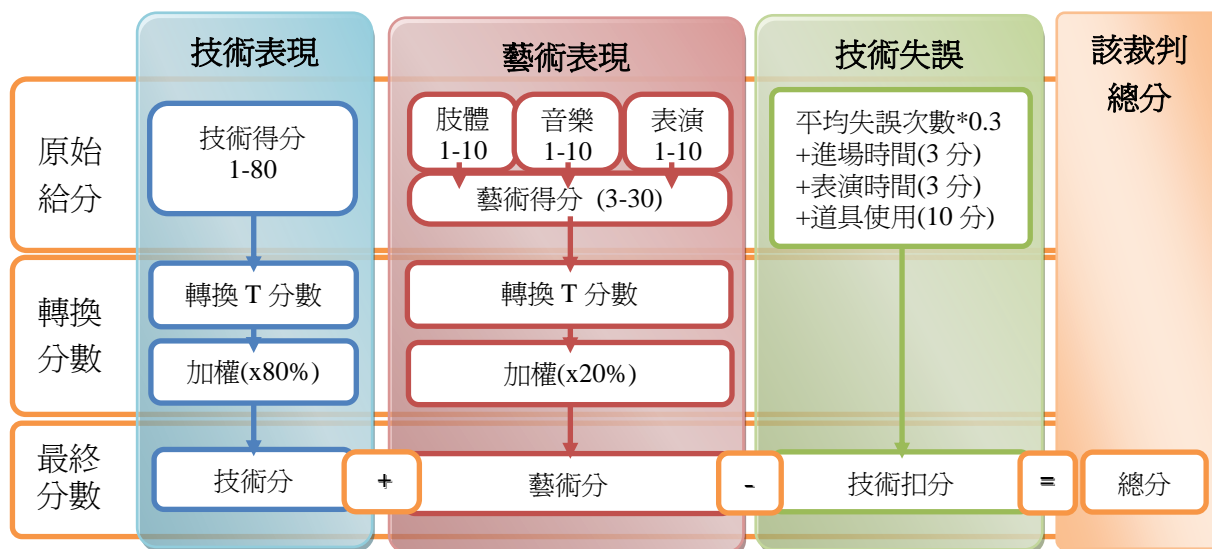 技術表現
藝術表現
技術失誤
該裁判
總分
原始
給分
技術得分
1-80
肢體
1-10
音樂
1-10
表演
1-10
藝術得分 (3-30)
平均失誤次數*0.3
+進場時間(3 分)
+表演時間(3 分)
+道具使用(10 分)
轉換
分數
轉換 T 分數
轉換 T 分數
加權(x80%)
加權(x20%)
最終
分數
技術分
+
藝術分
-
技術扣分
=
總分